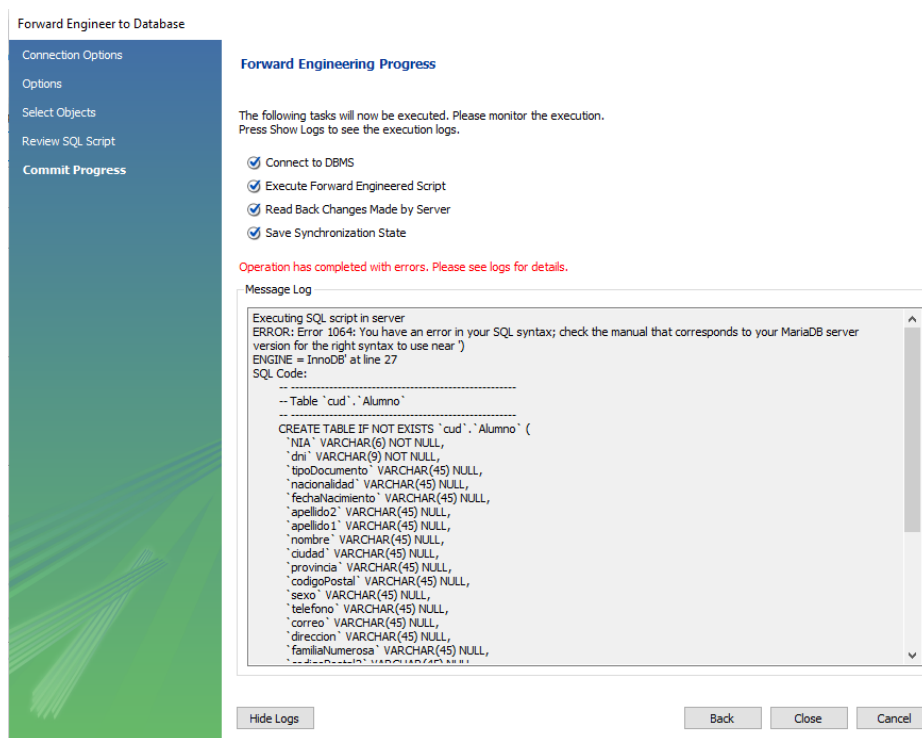 Forward Engineer to Database
Connection Options
Options
Select Objects
Review SQL Script
Commit Progress
Forward Engineering Progress
The following tasks will now be executed. Please monitor the execution.
Press Show Logs to see the execution logs.
Connect to DBMS
Execute Forward Engineered Script
Read Back Changes Made by Server
Save Synchronization State
Operation has completed with errors. Please see logs for details.
Message Log
Executing SQL script in server
ERROR: Error 1064: You have an error in your SQL syntax; check the manual that corresponds to your MariaDB server
version for the right syntax to use near ')
ENGINE = InnoDB' at line 27
SQL Code:
-- -----------------------------------------------------
-- Table `cud`.`Alumno`
-- -----------------------------------------------------
CREATE TABLE IF NOT EXISTS `cud`.`Alumno` (
`NIA` VARCHAR(6) NOT NULL,
`dni` VARCHAR(9) NOT NULL,
`tipoDocumento` VARCHAR(45) NULL,
`nacionalidad` VARCHAR(45) NULL,
`fechaNacimiento` VARCHAR(45) NULL,
`apellido2` VARCHAR(45) NULL,
`apellido1` VARCHAR(45) NULL,
`nombre` VARCHAR(45) NULL,
`ciudad` VARCHAR(45) NULL,
`provincia` VARCHAR(45) NULL,
`codigoPostal` VARCHAR(45) NULL,
`sexo` VARCHAR(45) NULL,
`telefono` VARCHAR(45) NULL,
`correo` VARCHAR(45) NULL,
`direccion` VARCHAR(45) NULL,
`familiaNumerosa` VARCHAR(45) NULL,
Hide Logs
Back
Close
Cancel